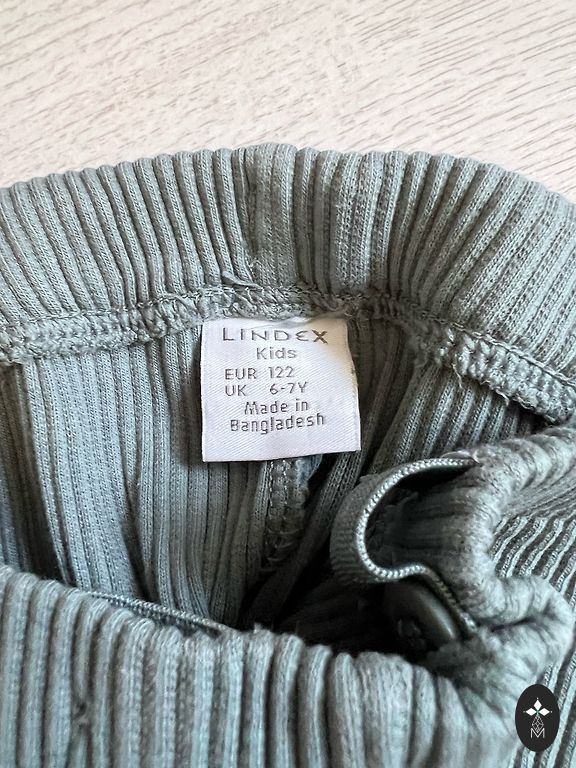 LINDEX
Kids
EUR 122
UK 6-7Y
Made in
Bangladesh